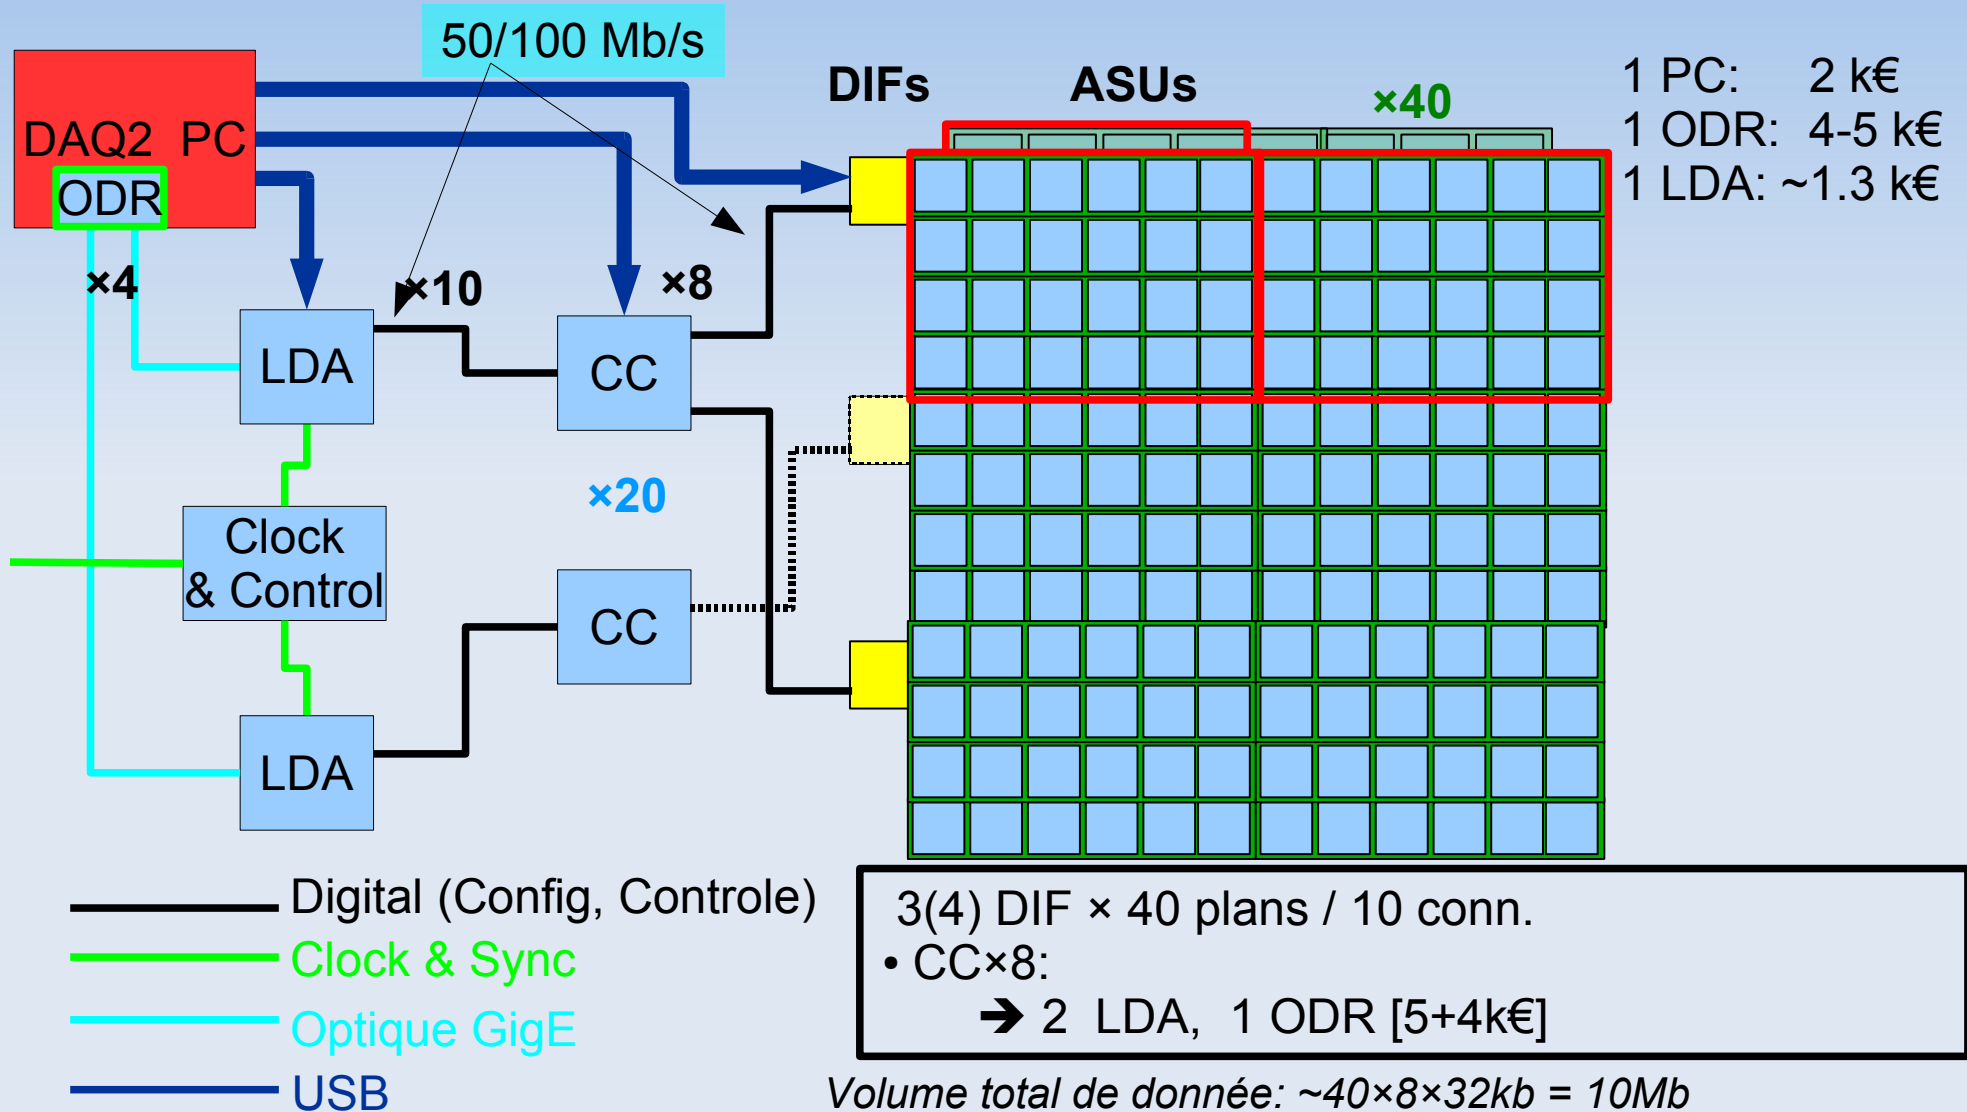 50/100 Mb/s
DIFs
ASUs
×40
1 PC: 2 k€
1 ODR: 4-5 k€
1 LDA: ~1.3 k€
DAQ2 PC
ODR
×4
×10
×8
LDA
CC
×20
Clock
& Control
CC
LDA
Digital (Config, Controle)
Clock & Sync
Optique GigE
USB
3(4) DIF × 40 plans / 10 conn.
• CC×8:
➔ 2 LDA, 1 ODR [5+4k€]
Volume total de donnée: ~40×8×32kb = 10Mb